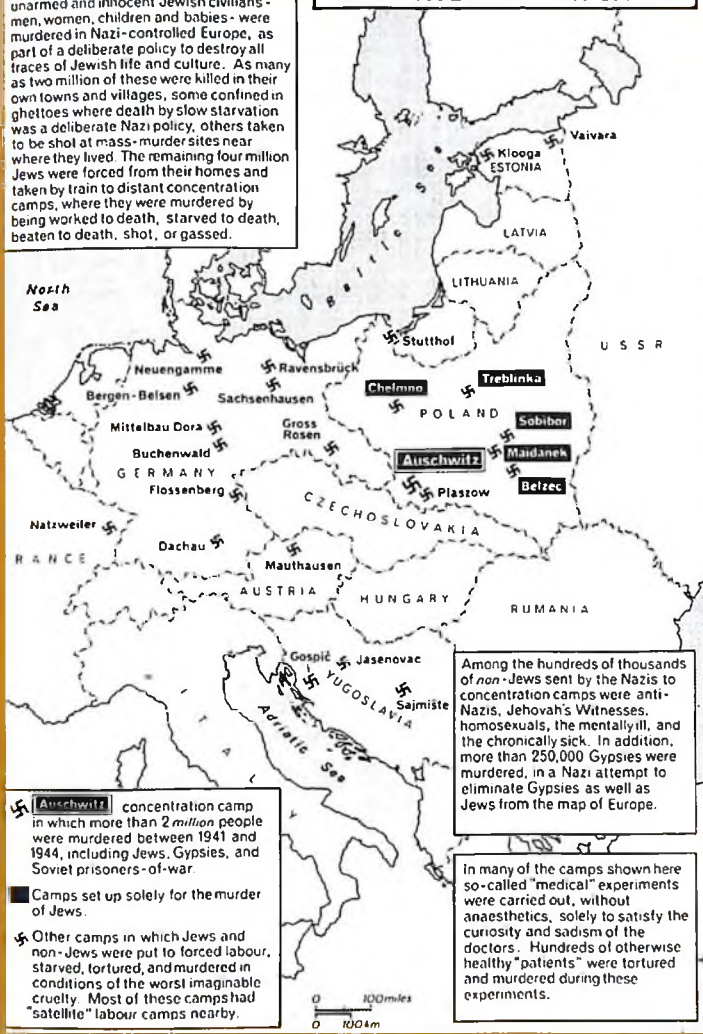 unarmed and innocent Jewish civilians -
men, women, children and babies - were
murdered in Nazi-controlled Europe, as
part of a deliberate policy to destroy all
traces of Jewish life and culture. As many
as two million of these were killed in their
own towns and villages, some confined in
ghettoes where death by slow starvation
was a deliberate Nazi policy, others taken
to be shot at mass-murder sites near
where they lived. The remaining four million
Jews were forced from their homes and
taken by train to distant concentration
camps, where they were murdered by
being worked to death, starved to death,
beaten to death, shot, or gassed.
Vaivara
Klooga
ESTONIA
Baltic Sea
LATVIA
LITHUANIA
North
Sea
USSR
Stutthof
Neuengamme
Ravensbrück
Bergen-Belsen
Sachsenhausen
Chelmno
Treblinka
POLAND
Sobibor
Mittelbau Dora
Gross
Rosen
Buchenwald
Auschwitz
Maidanek
GERMANY
Flossenberg
Plaszow
Belzec
CZECHOSLOVAKIA
Natzweiler
Dachau
RANCE
Mauthausen
AUSTRIA
HUNGARY
RUMANIA
Gospič
Jasenovac
YUGOSLAVIA
Sajmište
Adriatic Sea
ITALY
Among the hundreds of thousands
of non-Jews sent by the Nazis to
concentration camps were anti-
Nazis, Jehovah's Witnesses,
homosexuals, the mentally ill, and
the chronically sick. In addition,
more than 250,000 Gypsies were
murdered, in a Nazi attempt to
eliminate Gypsies as well as
Jews from the map of Europe.
Auschwitz concentration camp
in which more than 2 million people
were murdered between 1941 and
1944, including Jews, Gypsies, and
Soviet prisoners-of-war.
Camps set up solely for the murder
of Jews.
Other camps in which Jews and
non-Jews were put to forced labour,
starved, tortured, and murdered in
conditions of the worst imaginable
cruelty. Most of these camps had
"satellite" labour camps nearby.
In many of the camps shown here
so-called "medical" experiments
were carried out, without
anaesthetics, solely to satisfy the
curiosity and sadism of the
doctors. Hundreds of otherwise
healthy "patients" were tortured
and murdered during these
experiments.
0 100 miles
0 100 km